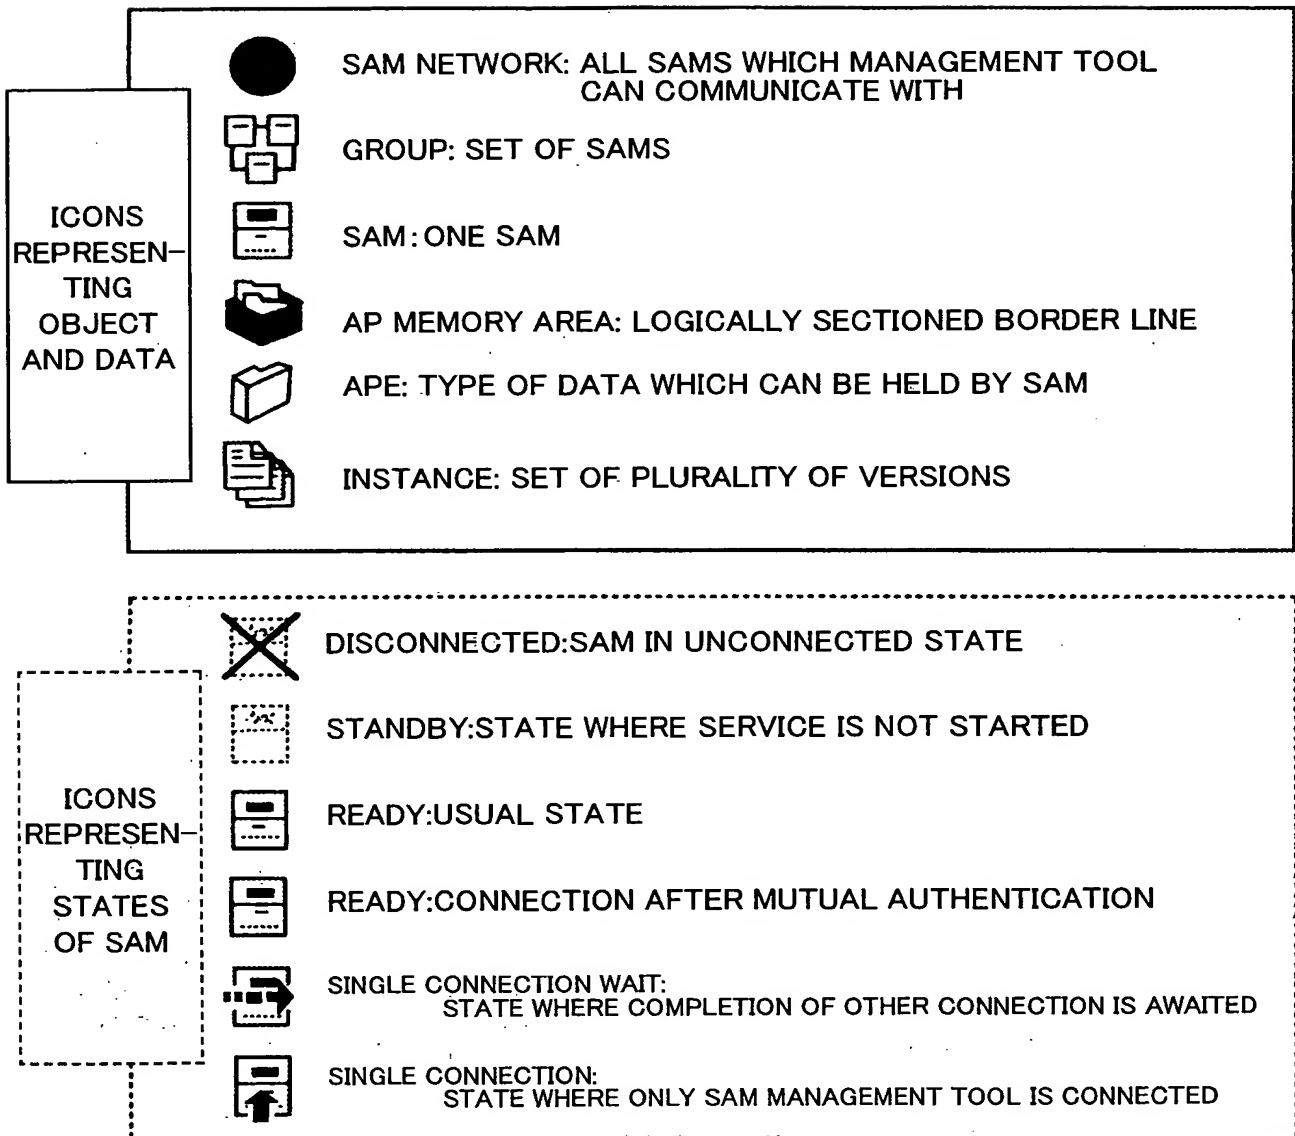 SAM NETWORK: ALL SAMS WHICH MANAGEMENT TOOL
CAN COMMUNICATE WITH
GROUP: SET OF SAMS
ICONS
REPRESEN-
TING
OBJECT
AND DATA
SAM: ONE SAM
AP MEMORY AREA: LOGICALLY SECTIONED BORDER LINE
APE: TYPE OF DATA WHICH CAN BE HELD BY SAM
INSTANCE: SET OF PLURALITY OF VERSIONS
DISCONNECTED:SAM IN UNCONNECTED STATE
STANDBY:STATE WHERE SERVICE IS NOT STARTED
ICONS
REPRESEN-
TING
STATES
OF SAM
READY:USUAL STATE
READY:CONNECTION AFTER MUTUAL AUTHENTICATION
SINGLE CONNECTION WAIT:
STATE WHERE COMPLETION OF OTHER CONNECTION IS AWAITED
SINGLE CONNECTION:
STATE WHERE ONLY SAM MANAGEMENT TOOL IS CONNECTED